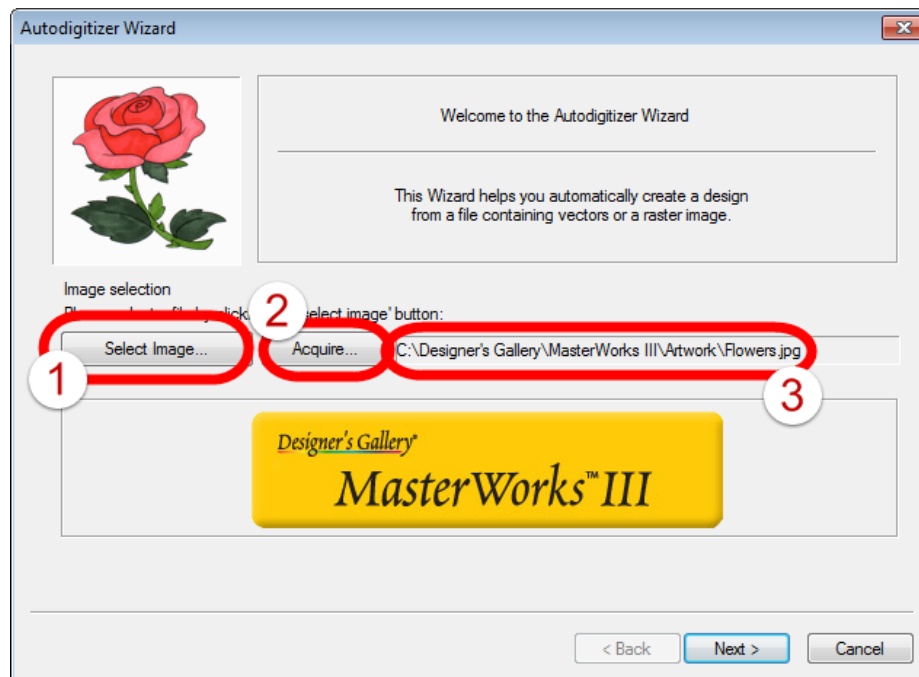 Autodigitizer Wizard
Welcome to the Autodigitizer Wizard
This Wizard helps you automatically create a design
from a file containing vectors or a raster image.
Image selection
select image' button:
2
Select Image...
Acquire...
C:\Designer's Gallery\MasterWorks III\Artwork\Flowers.jpg
1
3
Designer's Gallery®
MasterWorks™ III
< Back
Next >
Cancel